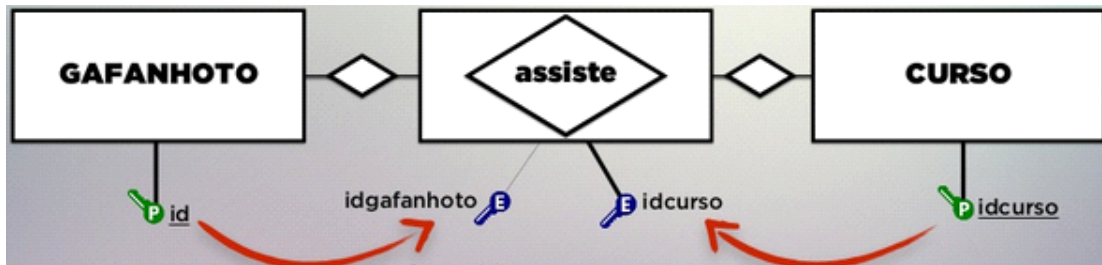 GAFANHOTO
assiste
CURSO
P id
idgafanhoto E
E idcurso
P idcurso